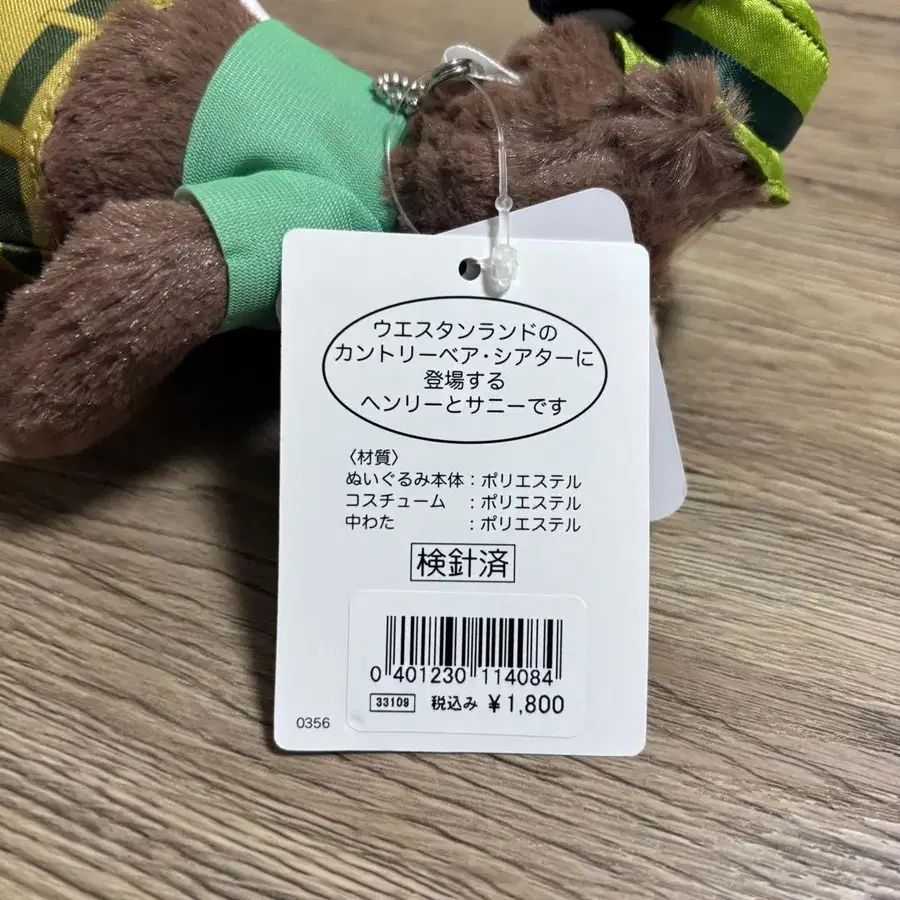 ウエスタンランドの
カントリーベア・シアターに
登場する
ヘンリーとサニーです
〈材質〉
ぬいぐるみ本体：ポリエステル
コスチューム　：ポリエステル
中わた　　　　：ポリエステル
検針済
0 401230 114084
33109 税込み ¥1,800
0356